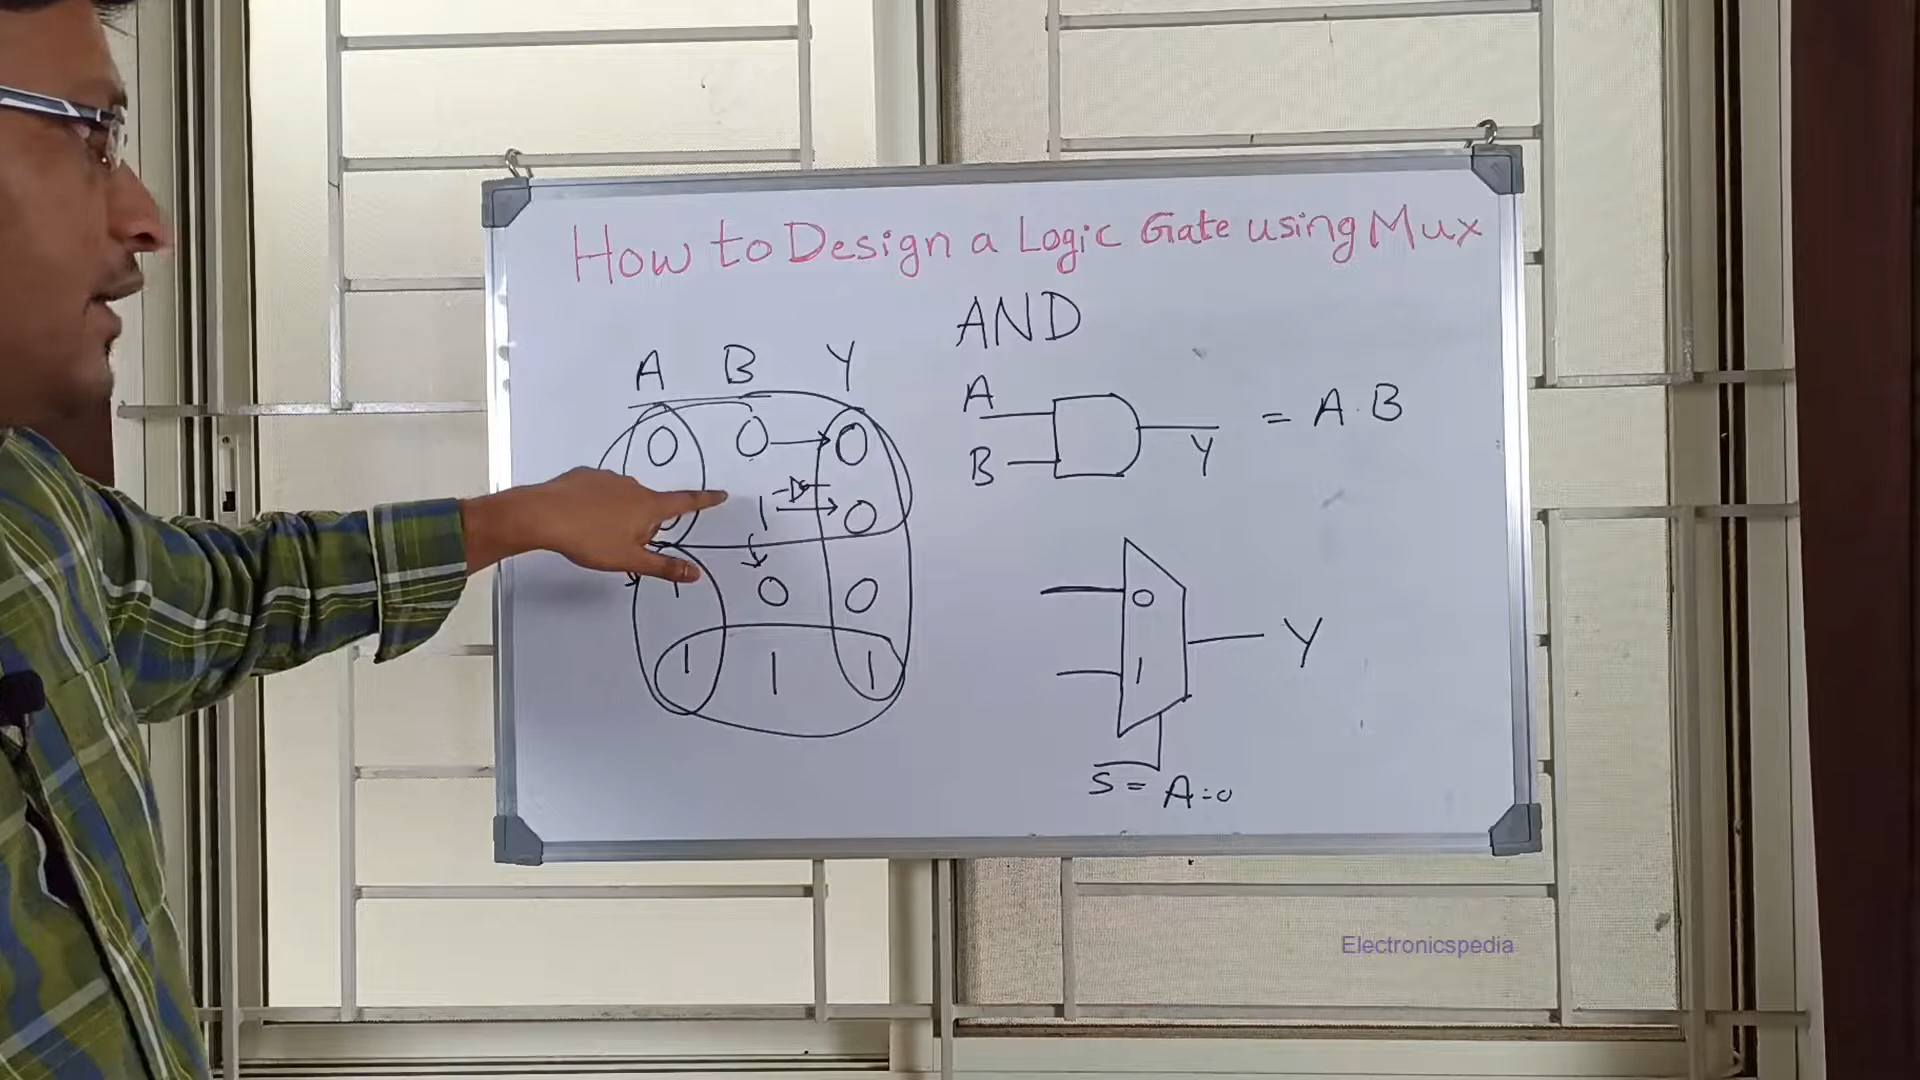 How to Design a Logic Gate using Mux
AND
A B Y
0 0 0
1 0
1 0 0
1 1 1
A
B
Y
= A.B
0
1
Y
S = A=0
Electronicspedia